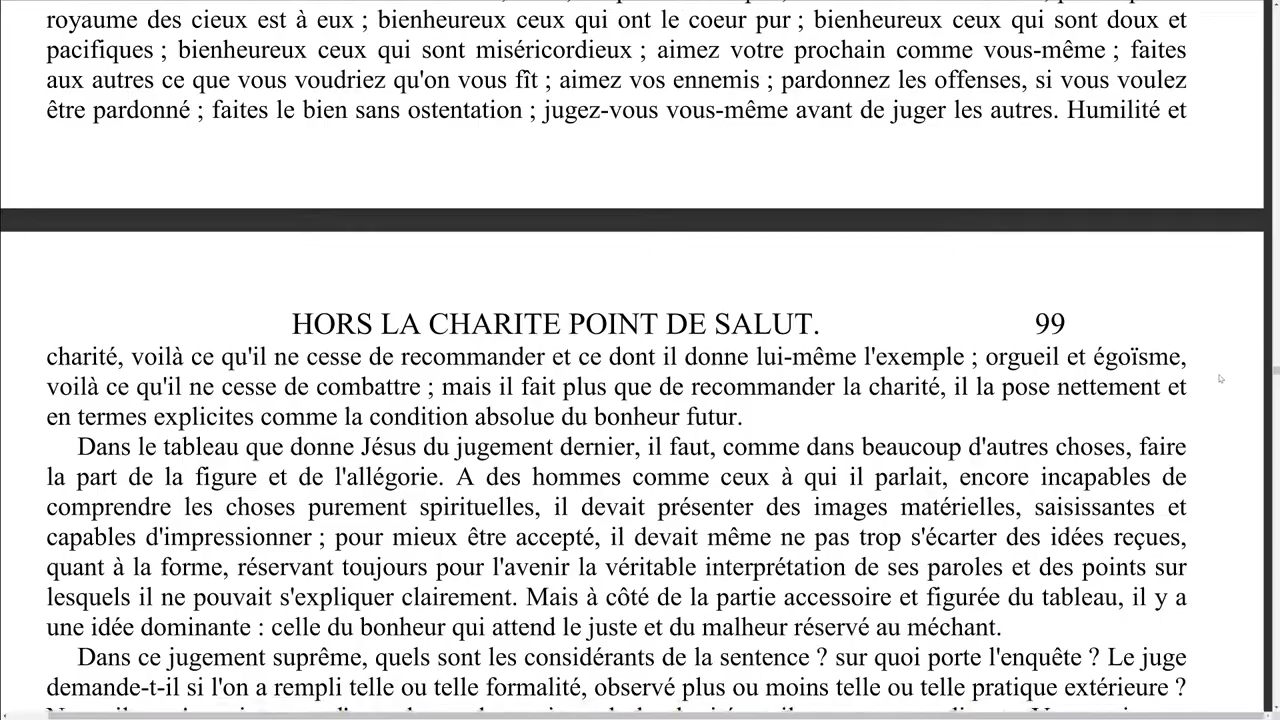 royaume des cieux est à eux ; bienheureux ceux qui ont le coeur pur ; bienheureux ceux qui sont doux et
pacifiques ; bienheureux ceux qui sont miséricordieux ; aimez votre prochain comme vous-même ; faites
aux autres ce que vous voudriez qu'on vous fît ; aimez vos ennemis ; pardonnez les offenses, si vous voulez
être pardonné ; faites le bien sans ostentation ; jugez-vous vous-même avant de juger les autres. Humilité et
HORS LA CHARITE POINT DE SALUT. 99
charité, voilà ce qu'il ne cesse de recommander et ce dont il donne lui-même l'exemple ; orgueil et égoïsme,
voilà ce qu'il ne cesse de combattre ; mais il fait plus que de recommander la charité, il la pose nettement et
en termes explicites comme la condition absolue du bonheur futur.
Dans le tableau que donne Jésus du jugement dernier, il faut, comme dans beaucoup d'autres choses, faire
la part de la figure et de l'allégorie. A des hommes comme ceux à qui il parlait, encore incapables de
comprendre les choses purement spirituelles, il devait présenter des images matérielles, saisissantes et
capables d'impressionner ; pour mieux être accepté, il devait même ne pas trop s'écarter des idées reçues,
quant à la forme, réservant toujours pour l'avenir la véritable interprétation de ses paroles et des points sur
lesquels il ne pouvait s'expliquer clairement. Mais à côté de la partie accessoire et figurée du tableau, il y a
une idée dominante : celle du bonheur qui attend le juste et du malheur réservé au méchant.
Dans ce jugement suprême, quels sont les considérants de la sentence ? sur quoi porte l'enquête ? Le juge
demande-t-il si l'on a rempli telle ou telle formalité, observé plus ou moins telle ou telle pratique extérieure ?